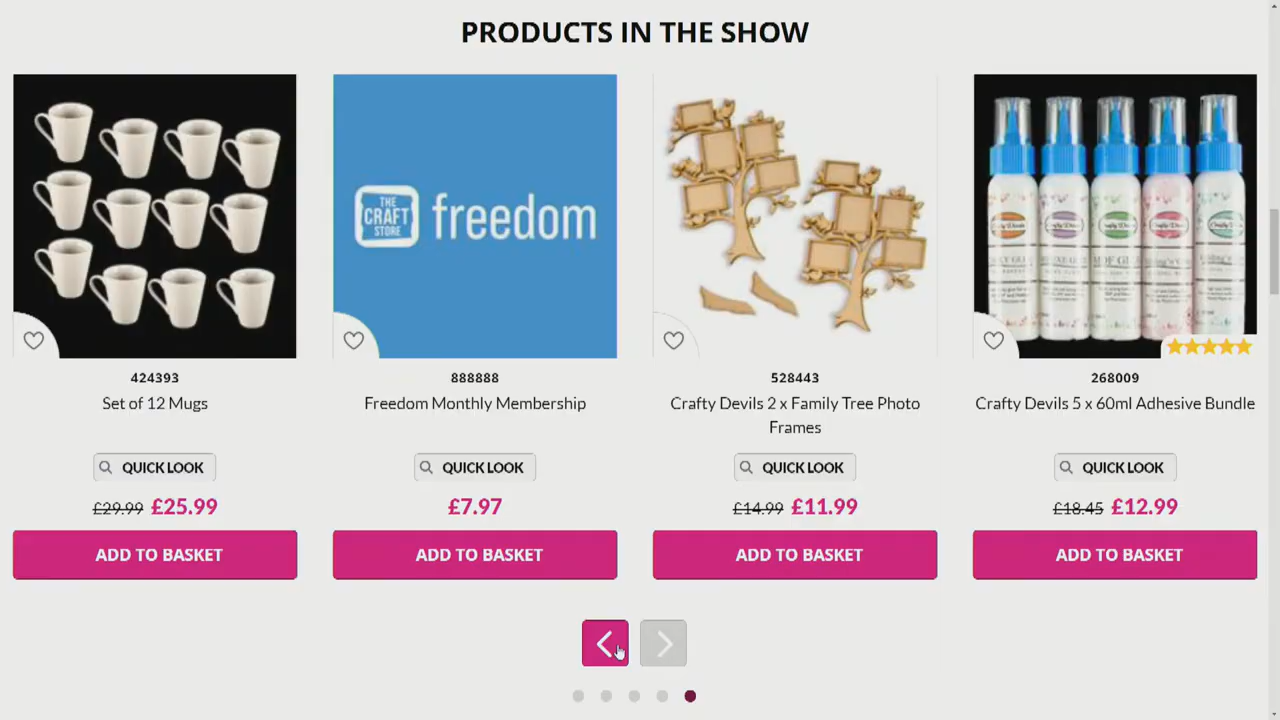 PRODUCTS IN THE SHOW
THE
CRAFT
STORE
freedom
424393
Set of 12 Mugs
QUICK LOOK
£29.99 £25.99
ADD TO BASKET
888888
Freedom Monthly Membership
QUICK LOOK
£7.97
ADD TO BASKET
528443
Crafty Devils 2 x Family Tree Photo
Frames
QUICK LOOK
£14.99 £11.99
ADD TO BASKET
268009
Crafty Devils 5 x 60ml Adhesive Bundle
QUICK LOOK
£18.45 £12.99
ADD TO BASKET